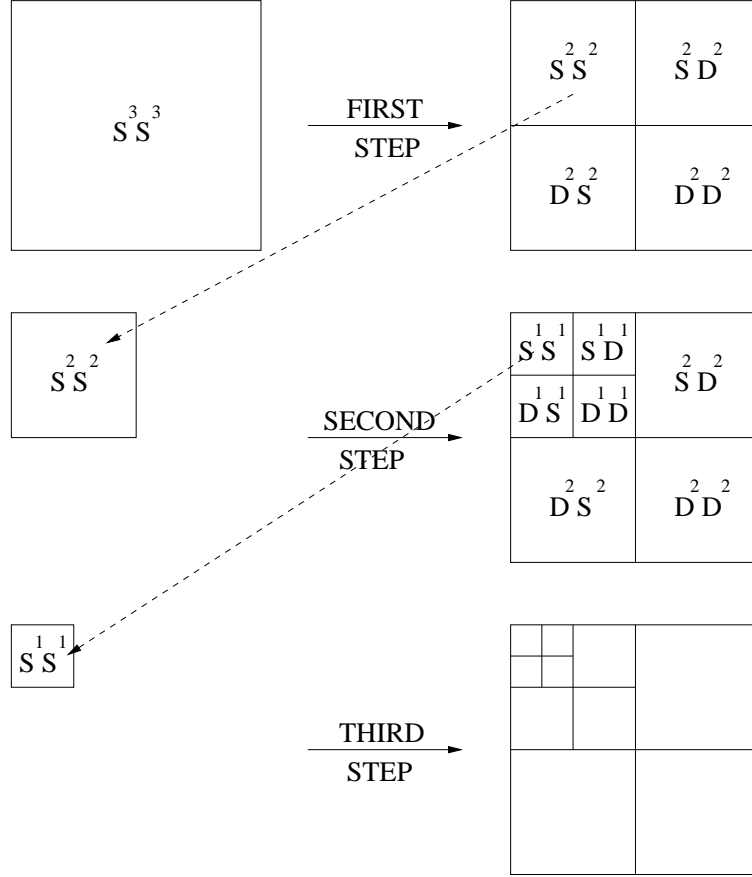 S³S³
FIRST
STEP
S²S²
S²D²
D²S²
D²D²
S²S²
SECOND
STEP
S¹S¹
S¹D¹
D¹S¹
D¹D¹
S²D²
D²S²
D²D²
S¹S¹
THIRD
STEP